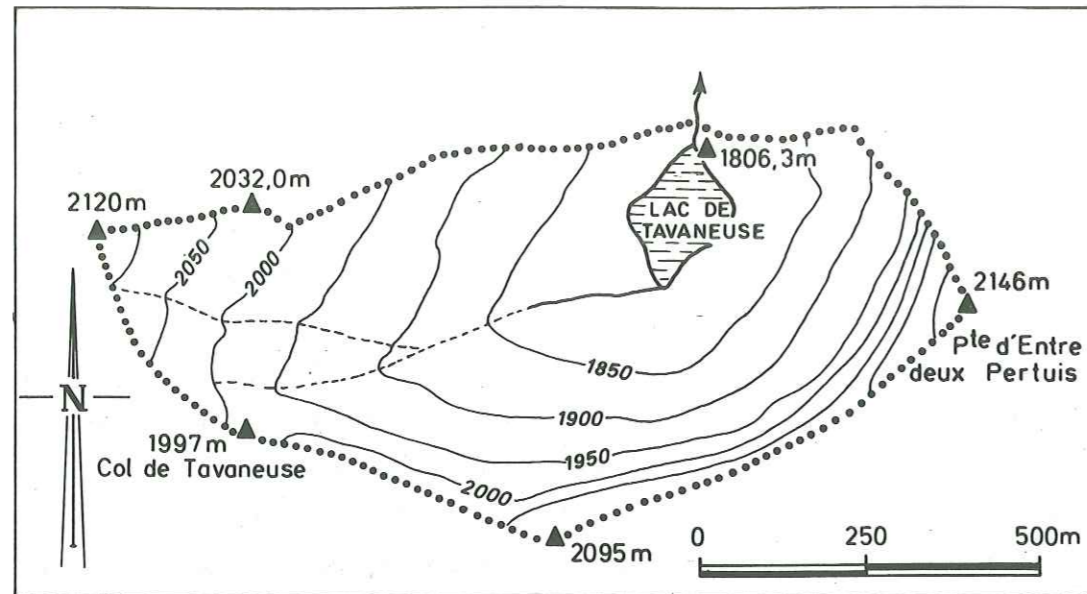 1806,3m
2032,0m
2120m
LAC DE
TAVANEUSE
2050
2000
2146m
Pte d'Entre
deux Pertuis
1850
1900
N
1997m
Col de Tavaneuse
1950
2000
2095m
0 250 500m